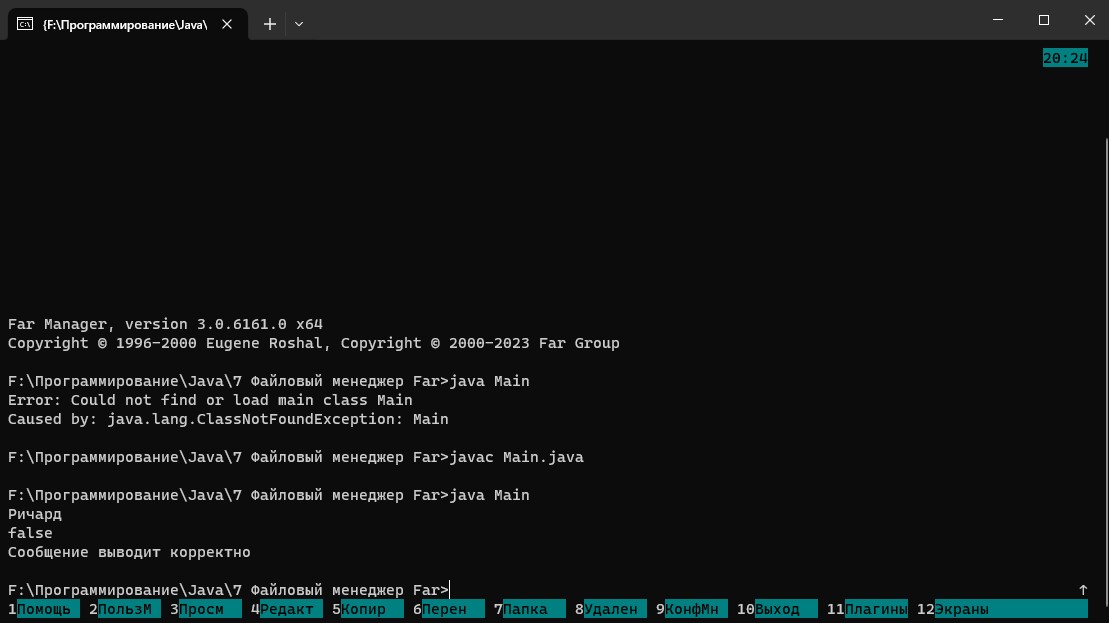 {F:\Программирование\Java\
20:24
Far Manager, version 3.0.6161.0 x64
Copyright © 1996-2000 Eugene Roshal, Copyright © 2000-2023 Far Group
F:\Программирование\Java\7 Файловый менеджер Far>java Main
Error: Could not find or load main class Main
Caused by: java.lang.ClassNotFoundException: Main
F:\Программирование\Java\7 Файловый менеджер Far>javac Main.java
F:\Программирование\Java\7 Файловый менеджер Far>java Main
Ричард
false
Сообщение выводит корректно
F:\Программирование\Java\7 Файловый менеджер Far>
1Помощь 2ПользМ 3Просм 4Редакт 5Копир 6Перен 7Папка 8Удален 9КонфМн 10Выход 11Плагины 12Экраны